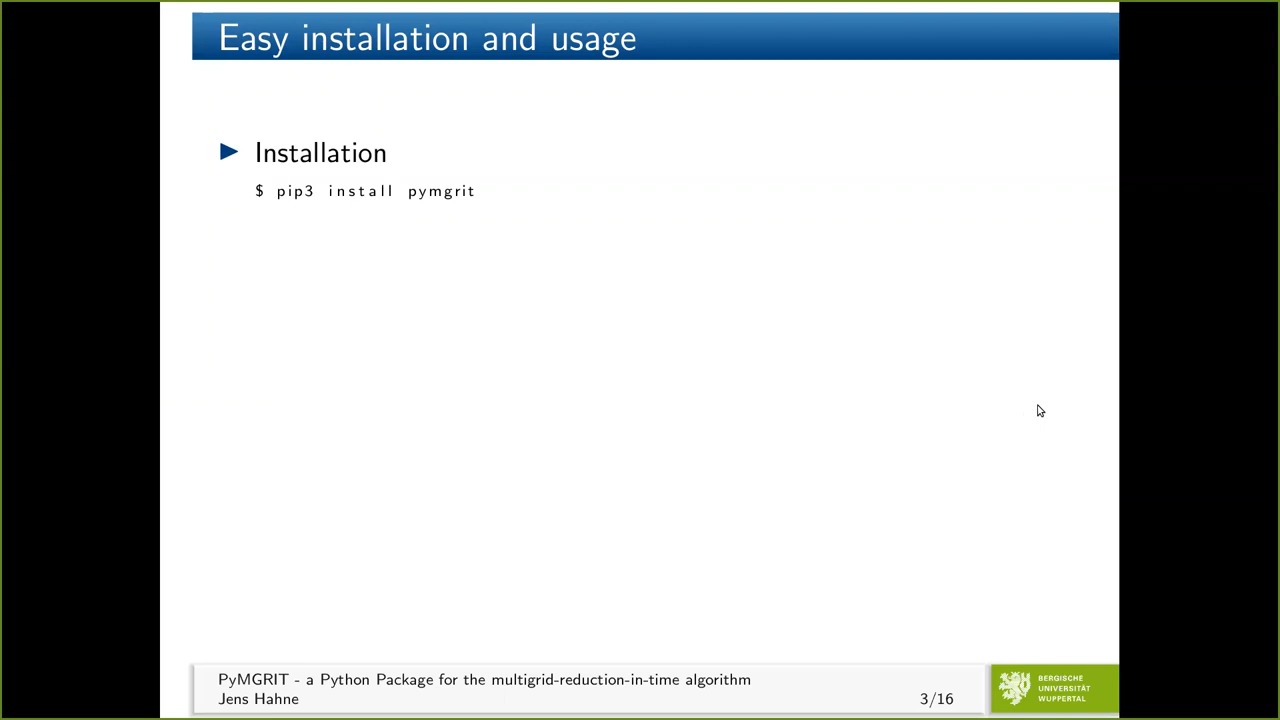 Easy installation and usage
Installation
$ pip3 install pymgrit
PyMGRIT - a Python Package for the multigrid-reduction-in-time algorithm
Jens Hahne
3/16
BERGISCHE
UNIVERSITÄT
WUPPERTAL